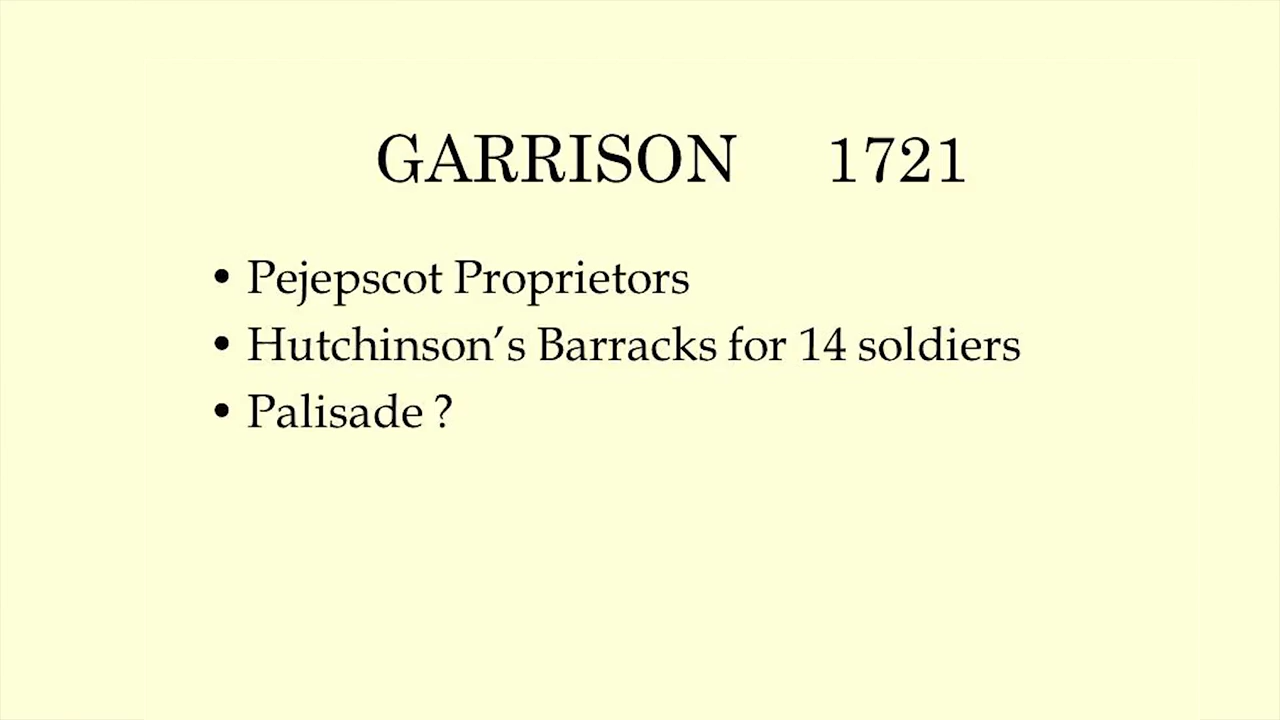 GARRISON 1721
• Pejepscot Proprietors
• Hutchinson’s Barracks for 14 soldiers
• Palisade ?